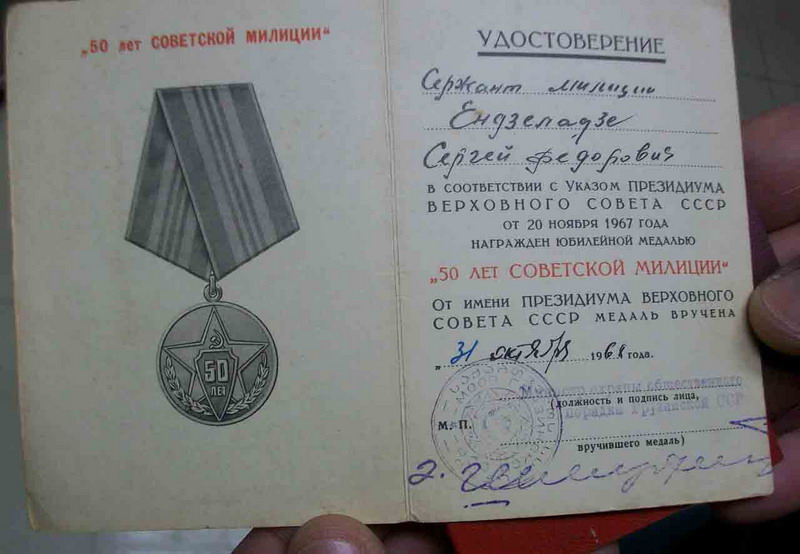 „50 лет СОВЕТСКОЙ МИЛИЦИИ“
50
ЛЕТ
УДОСТОВЕРЕНИЕ
Сержант милиции
Ендзеладзе
Сергей Федорович
В СООТВЕТСТВИИ С УКАЗОМ ПРЕЗИДИУМА
ВЕРХОВНОГО СОВЕТА СССР
ОТ 20 НОЯБРЯ 1967 ГОДА
НАГРАЖДЕН ЮБИЛЕЙНОЙ МЕДАЛЬЮ
„50 ЛЕТ СОВЕТСКОЙ МИЛИЦИИ“
ОТ ИМЕНИ ПРЕЗИДИУМА ВЕРХОВНОГО
СОВЕТА СССР МЕДАЛЬ ВРУЧЕНА
„31 октября 1968 года.
Министр охраны общественного
(должность и подпись лица,
порядка Грузинской ССР
М. П.
вручившего медаль)